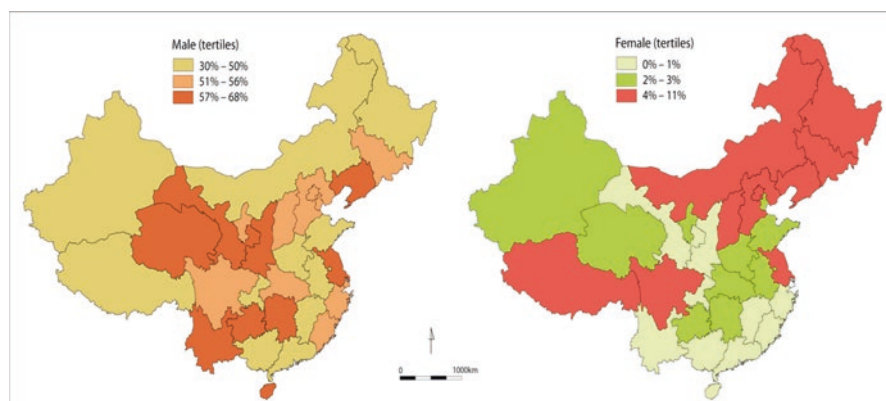 Male (tertiles)
30% – 50%
51% – 56%
57% – 68%
Female (tertiles)
0% – 1%
2% – 3%
4% – 11%
0 1000km